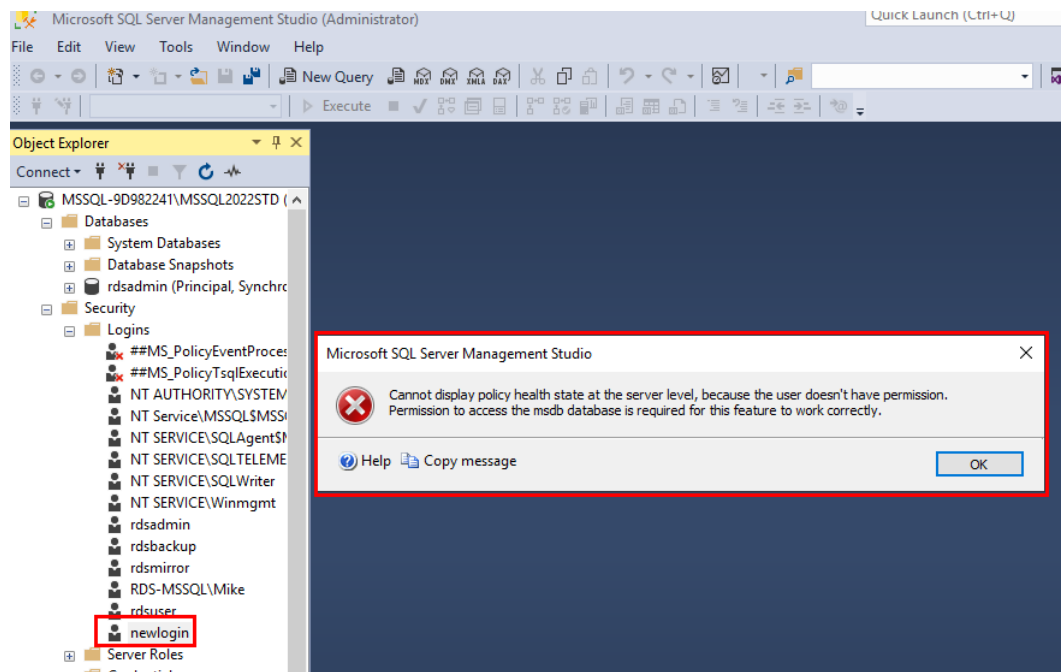 Microsoft SQL Server Management Studio (Administrator)
Quick Launch (Ctrl+Q)
File Edit View Tools Window Help
New Query MDX DMX XMLA DAX
Execute
Object Explorer
Connect
MSSQL-9D982241\MSSQL2022STD (
Databases
System Databases
Database Snapshots
rdsadmin (Principal, Synchro
Security
Logins
##MS_PolicyEventProces
##MS_PolicyTsqlExecutio
NT AUTHORITY\SYSTEM
NT Service\MSSQL$MSS
NT SERVICE\SQLAgent$
NT SERVICE\SQLTELEME
NT SERVICE\SQLWriter
NT SERVICE\Winmgmt
rdsadmin
rdsbackup
rdsmirror
RDS-MSSQL\Mike
rdsuser
newlogin
Server Roles
Microsoft SQL Server Management Studio
Cannot display policy health state at the server level, because the user doesn't have permission.
Permission to access the msdb database is required for this feature to work correctly.
Help Copy message
OK